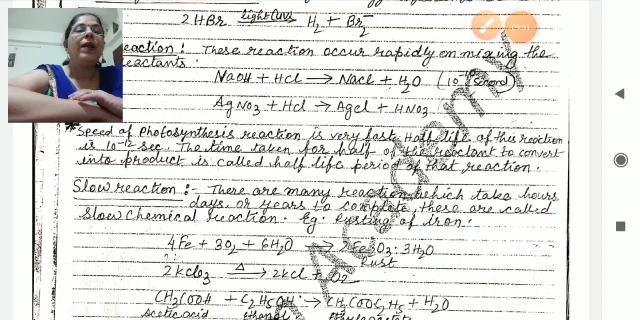 2 HBr light (UV) H2 + Br2
eaction : These reaction occur rapidly on mixing the
eactants.
NaOH + HCl → NaCl + H2O (10-10 second)
AgNO3 + HCl → AgCl + HNO3
* Speed of Photosynthesis reaction is very fast. Half life of this reaction
is 10-12 sec. The time taken for half of the reactant to convert
into product is called half life period of that reaction.
Slow reaction :- There are many reaction which take hours
days, or years to complete, these are called
Slow Chemical reaction. Eg: Rusting of iron.
4Fe + 3O2 + 6H2O → 2Fe2O3. 3H2O
Rust
2KClO3 Δ→ 2KCl + O2
CH3COOH + C2H5OH → CH3COOC2H5 + H2O
Acetic acid Ethanol